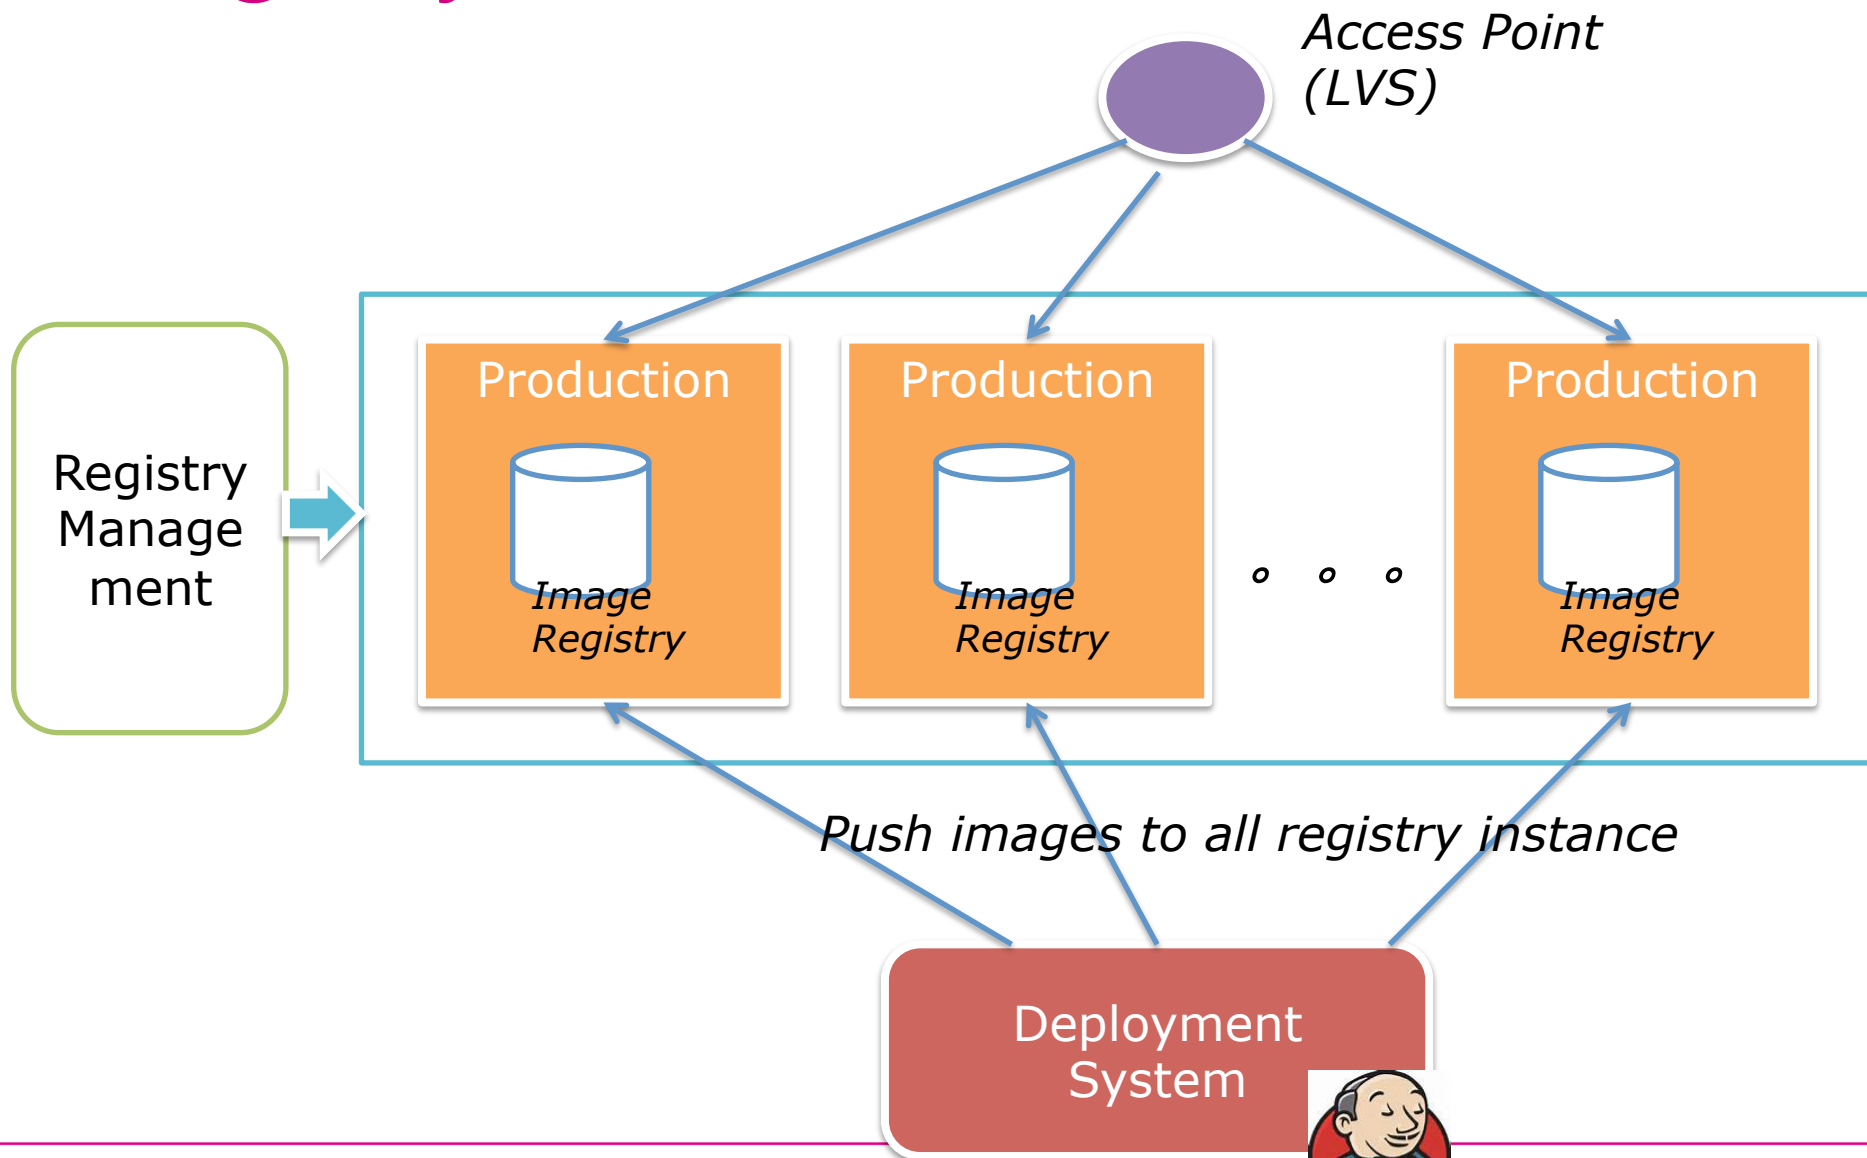 Access Point
(LVS)
Production
Production
Production
Registry
Manage
ment
Image
Registry
Image
Registry
Image
Registry
Push images to all registry instance
Deployment
System